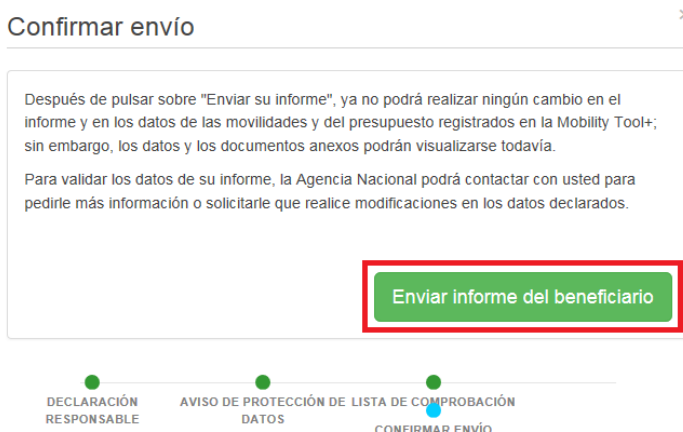 Confirmar envío
Después de pulsar sobre "Enviar su informe", ya no podrá realizar ningún cambio en el
informe y en los datos de las movilidades y del presupuesto registrados en la Mobility Tool+;
sin embargo, los datos y los documentos anexos podrán visualizarse todavía.
Para validar los datos de su informe, la Agencia Nacional podrá contactar con usted para
pedirle más información o solicitarle que realice modificaciones en los datos declarados.
Enviar informe del beneficiario
DECLARACIÓN
RESPONSABLE
AVISO DE PROTECCIÓN DE
DATOS
LISTA DE COMPROBACIÓN
CONFIRMAR ENVÍO